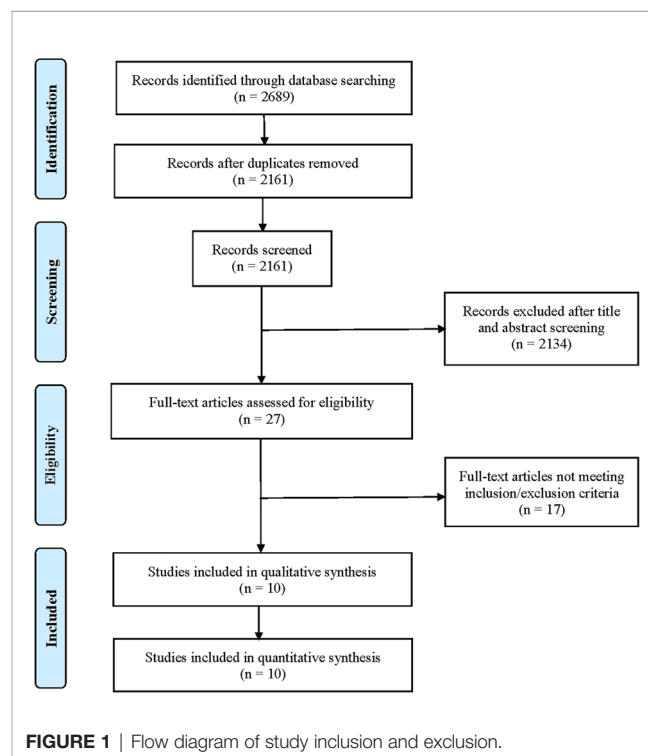 Identification
Records identified through database searching
(n = 2689)
Records after duplicates removed
(n = 2161)
Screening
Records screened
(n = 2161)
Records excluded after title
and abstract screening
(n = 2134)
Eligibility
Full-text articles assessed for eligibility
(n = 27)
Full-text articles not meeting
inclusion/exclusion criteria
(n = 17)
Included
Studies included in qualitative synthesis
(n = 10)
Studies included in quantitative synthesis
(n = 10)
FIGURE 1 | Flow diagram of study inclusion and exclusion.